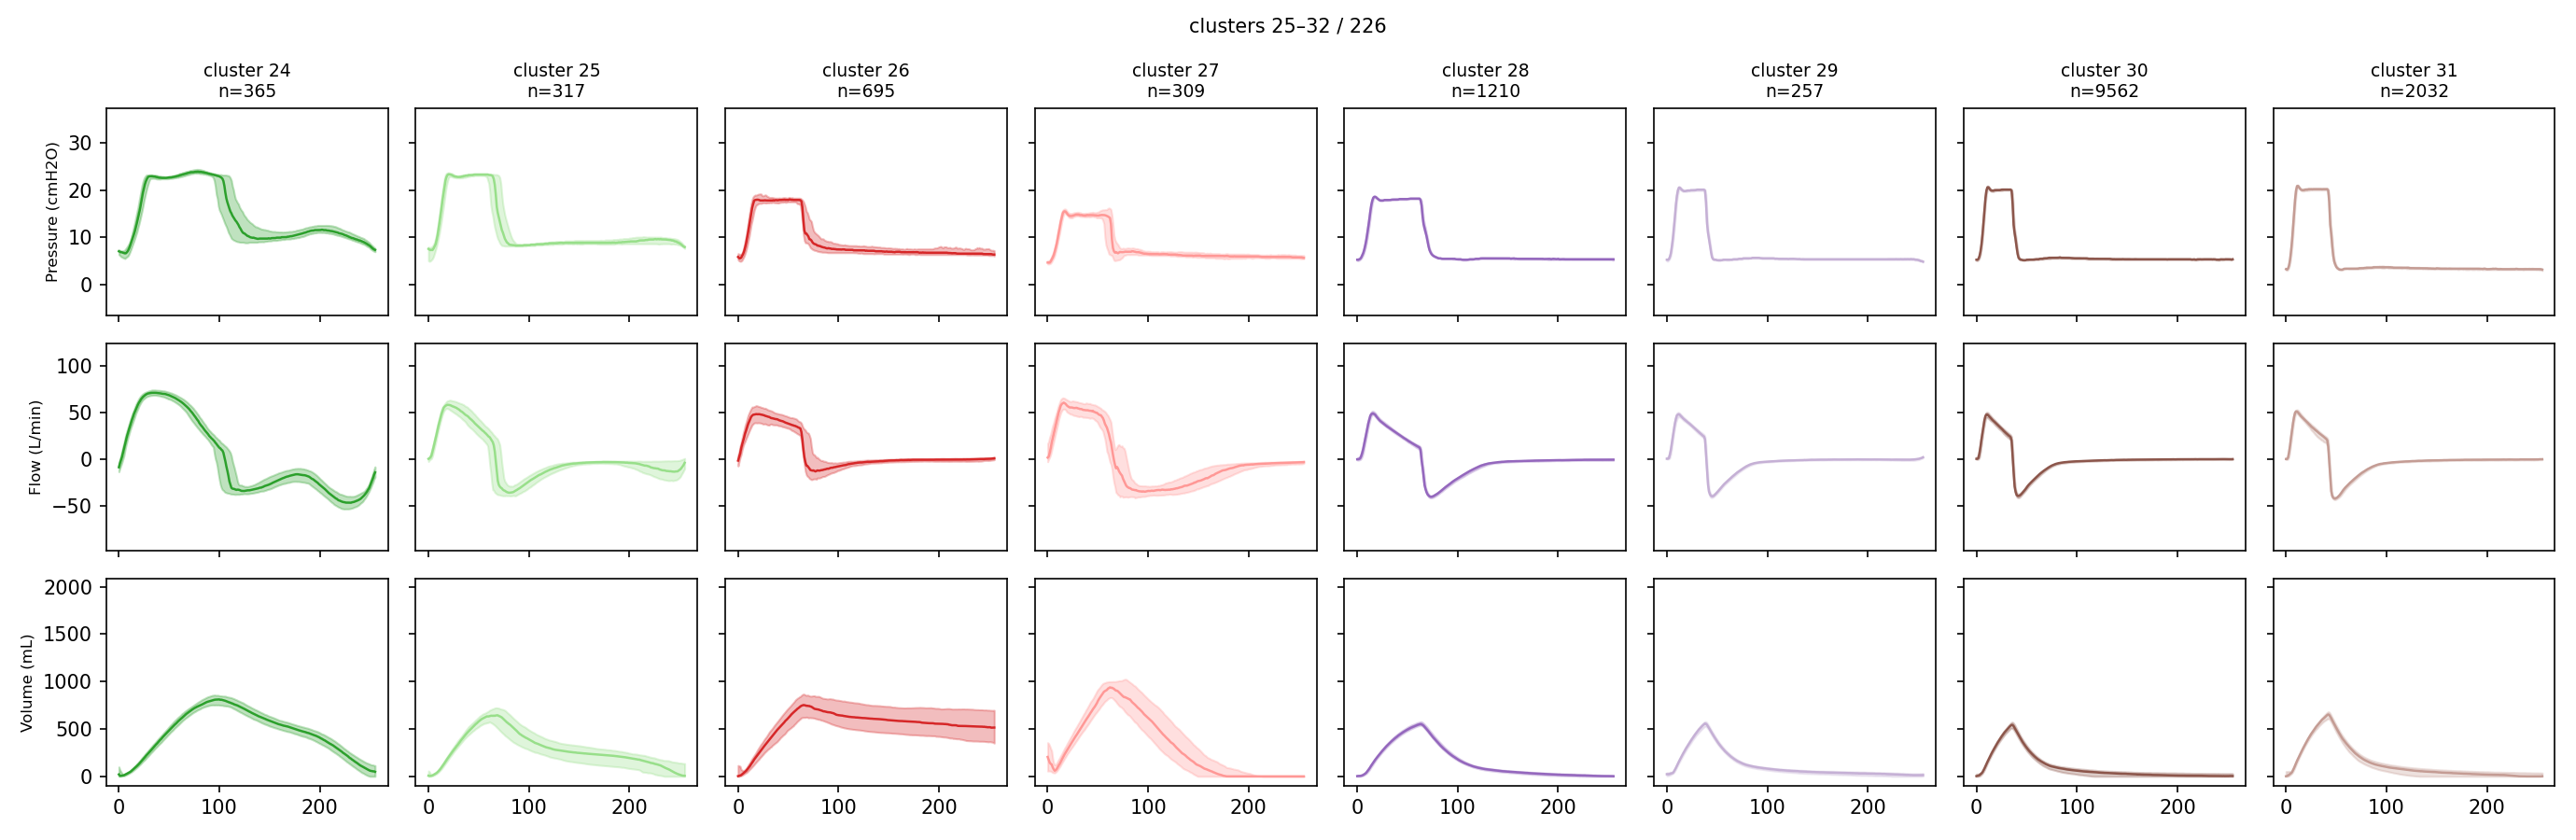 clusters 25–32 / 226
cluster 24
n=365
cluster 25
n=317
cluster 26
n=695
cluster 27
n=309
cluster 28
n=1210
cluster 29
n=257
cluster 30
n=9562
cluster 31
n=2032
Pressure (cmH2O)
30
20
10
0
0 100 200
Flow (L/min)
100
50
0
−50
Volume (mL)
2000
1500
1000
500
0
0 100 200
0 100 200
0 100 200
0 100 200
0 100 200
0 100 200
0 100 200